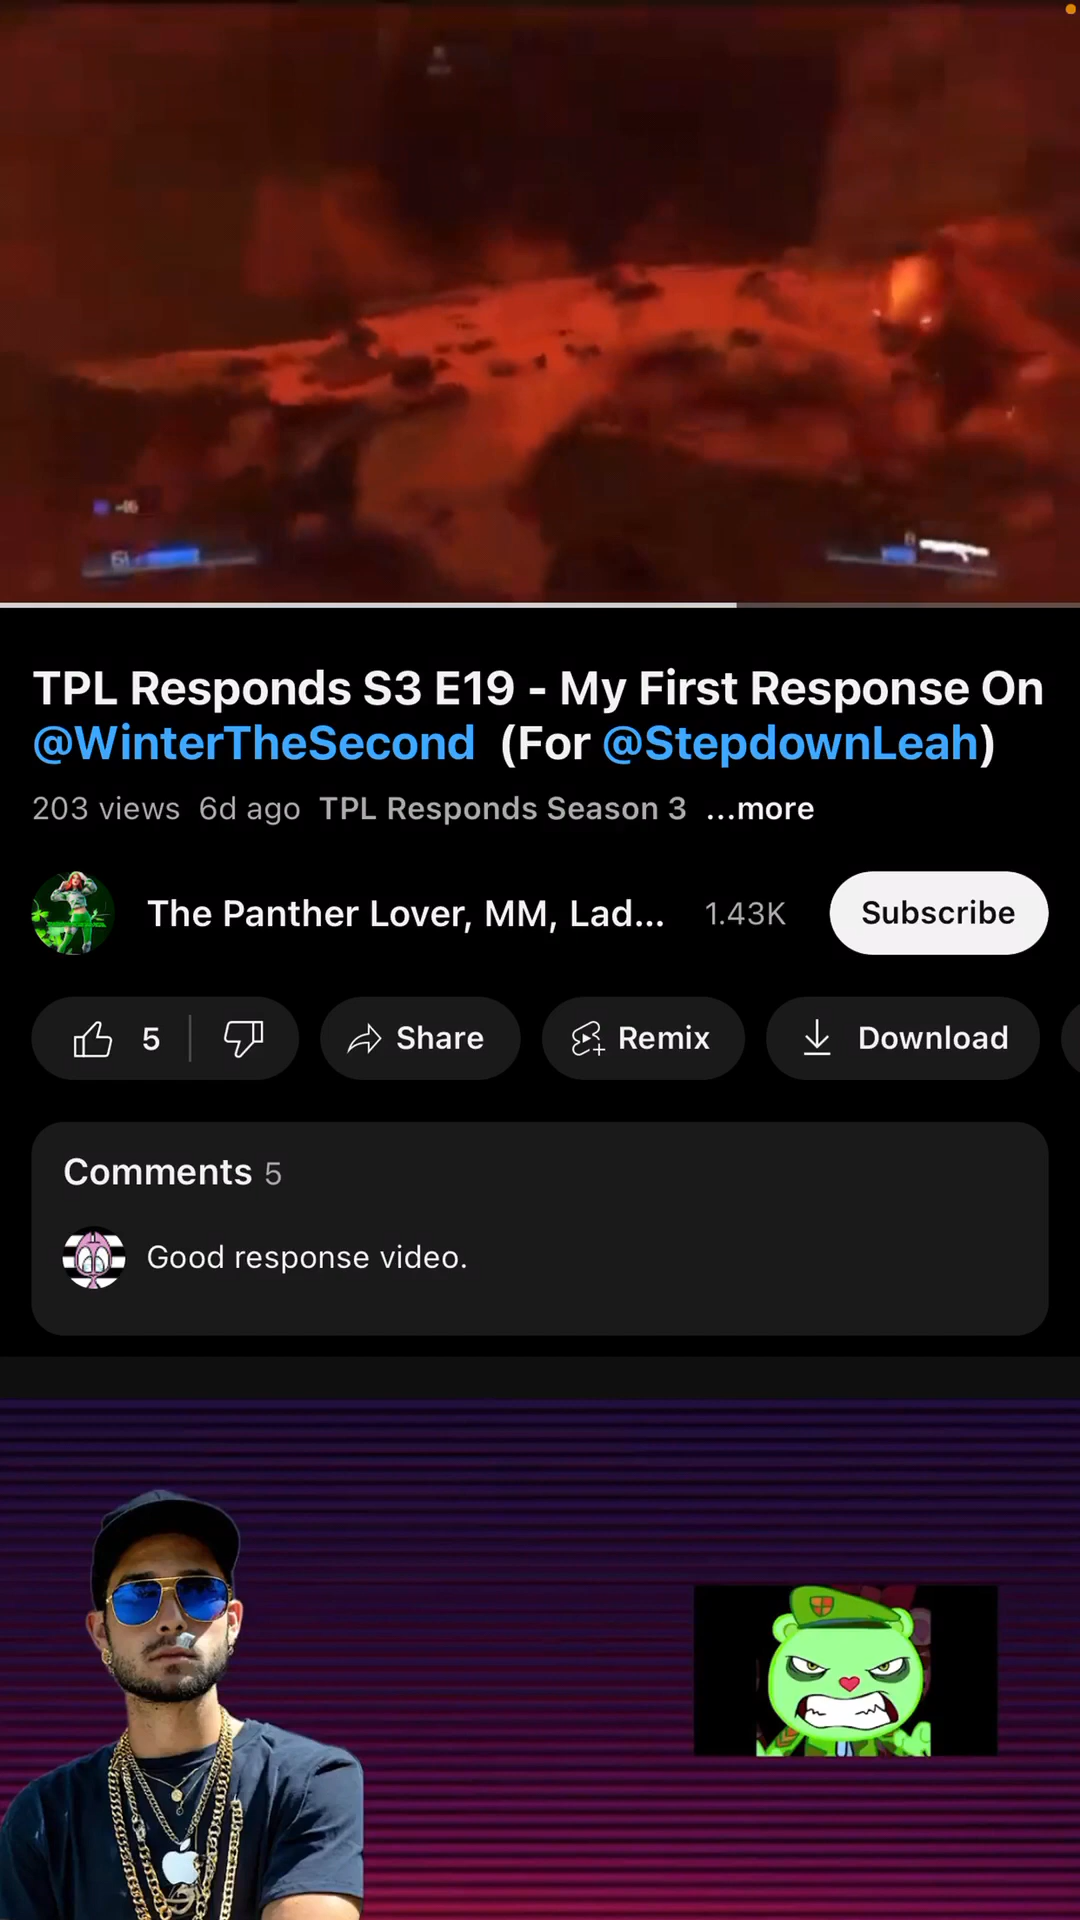 TPL Responds S3 E19 - My First Response On
@WinterTheSecond (For @StepdownLeah)
203 views 6d ago TPL Responds Season 3 ...more
The Panther Lover, MM, Lad... 1.43K Subscribe
5 Share Remix Download
Comments 5
Good response video.